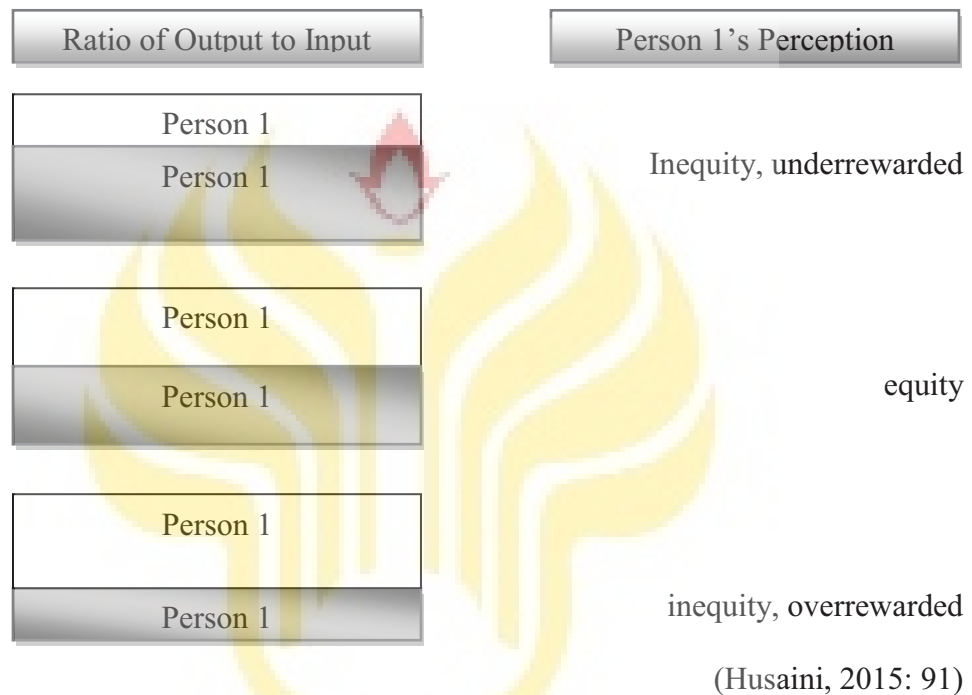 Ratio of Output to Input
Person 1’s Perception
Person 1
Person 1
Inequity, underrewarded
Person 1
Person 1
equity
Person 1
Person 1
inequity, overrewarded
(Husaini, 2015: 91)